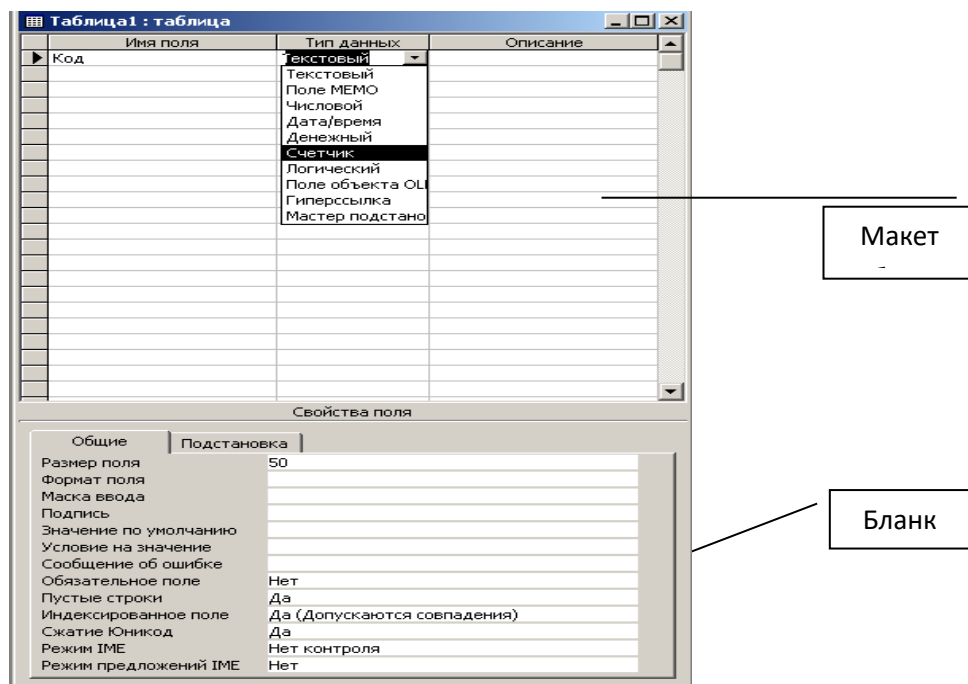 Таблица1 : таблица
Имя поля Тип данных Описание
Код Текстовый
Текстовый
Поле МЕМО
Числовой
Дата/время
Денежный
Счетчик
Логический
Поле объекта OL
Гиперссылка
Мастер подстано
Макет
Свойства поля
Общие Подстановка
Размер поля 50
Формат поля
Маска ввода
Подпись
Значение по умолчанию
Условие на значение
Сообщение об ошибке
Обязательное поле Нет
Пустые строки Да
Индексированное поле Да (Допускаются совпадения)
Сжатие Юникод Да
Режим IME Нет контроля
Режим предложений IME Нет
Бланк